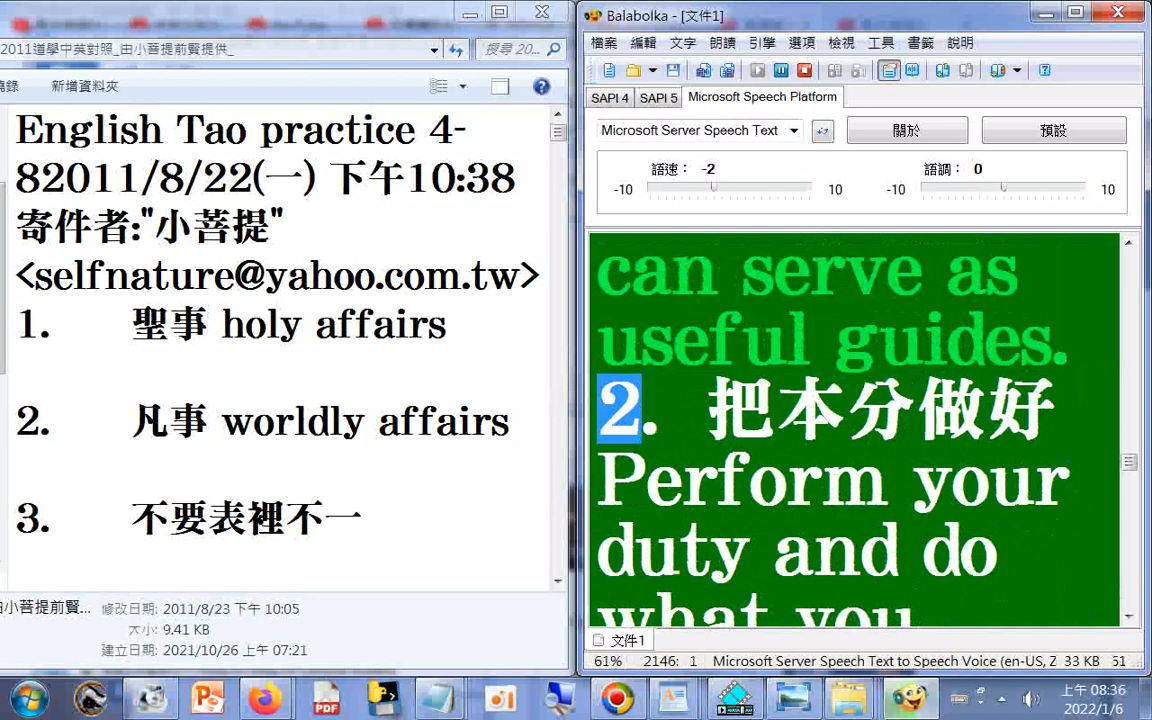 2011道學中英對照_由小菩提前賢提供_
搜尋 20...
新增資料夾
English Tao practice 4-
82011/8/22(一) 下午10:38
寄件者:"小菩提"
<selfnature@yahoo.com.tw>
1. 聖事 holy affairs
2. 凡事 worldly affairs
3. 不要表裡不一
由小菩提前賢... 修改日期: 2011/8/23 下午 10:05
大小: 9.41 KB
建立日期: 2021/10/26 上午 07:21
Balabolka - [文件1]
檔案 編輯 文字 朗讀 引擎 選項 檢視 工具 書籤 說明
SAPI 4 SAPI 5 Microsoft Speech Platform
Microsoft Server Speech Text 關於 預設
語速： -2 語調： 0
-10 10 -10 10
can serve as
useful guides.
2. 把本分做好
Perform your
duty and do
what you
文件1
61% 2146: 1 Microsoft Server Speech Text to Speech Voice (en-US, Z 33 KB 51
上午 08:36
2022/1/6